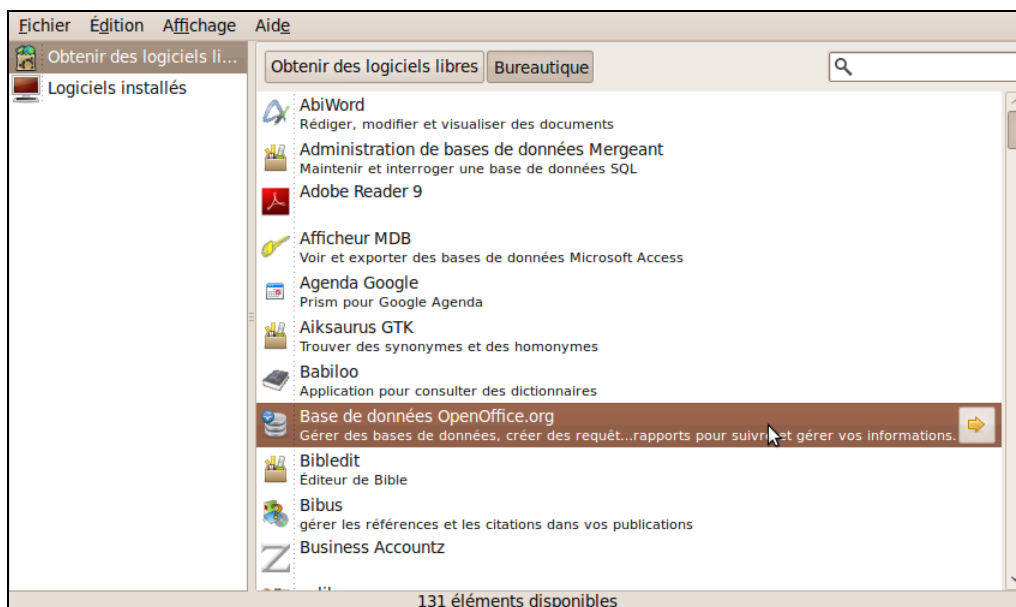 Fichier Édition Affichage Aide
Obtenir des logiciels li...
Logiciels installés
Obtenir des logiciels libres Bureautique
AbiWord
Rédiger, modifier et visualiser des documents
Administration de bases de données Mergeant
Maintenir et interroger une base de données SQL
Adobe Reader 9
Afficheur MDB
Voir et exporter des bases de données Microsoft Access
Agenda Google
Prism pour Google Agenda
Aiksaurus GTK
Trouver des synonymes et des homonymes
Babiloo
Application pour consulter des dictionnaires
Base de données OpenOffice.org
Gérer des bases de données, créer des requêt...rapports pour suivre et gérer vos informations.
Bibledit
Éditeur de Bible
Bibus
gérer les références et les citations dans vos publications
Business Accountz
131 éléments disponibles